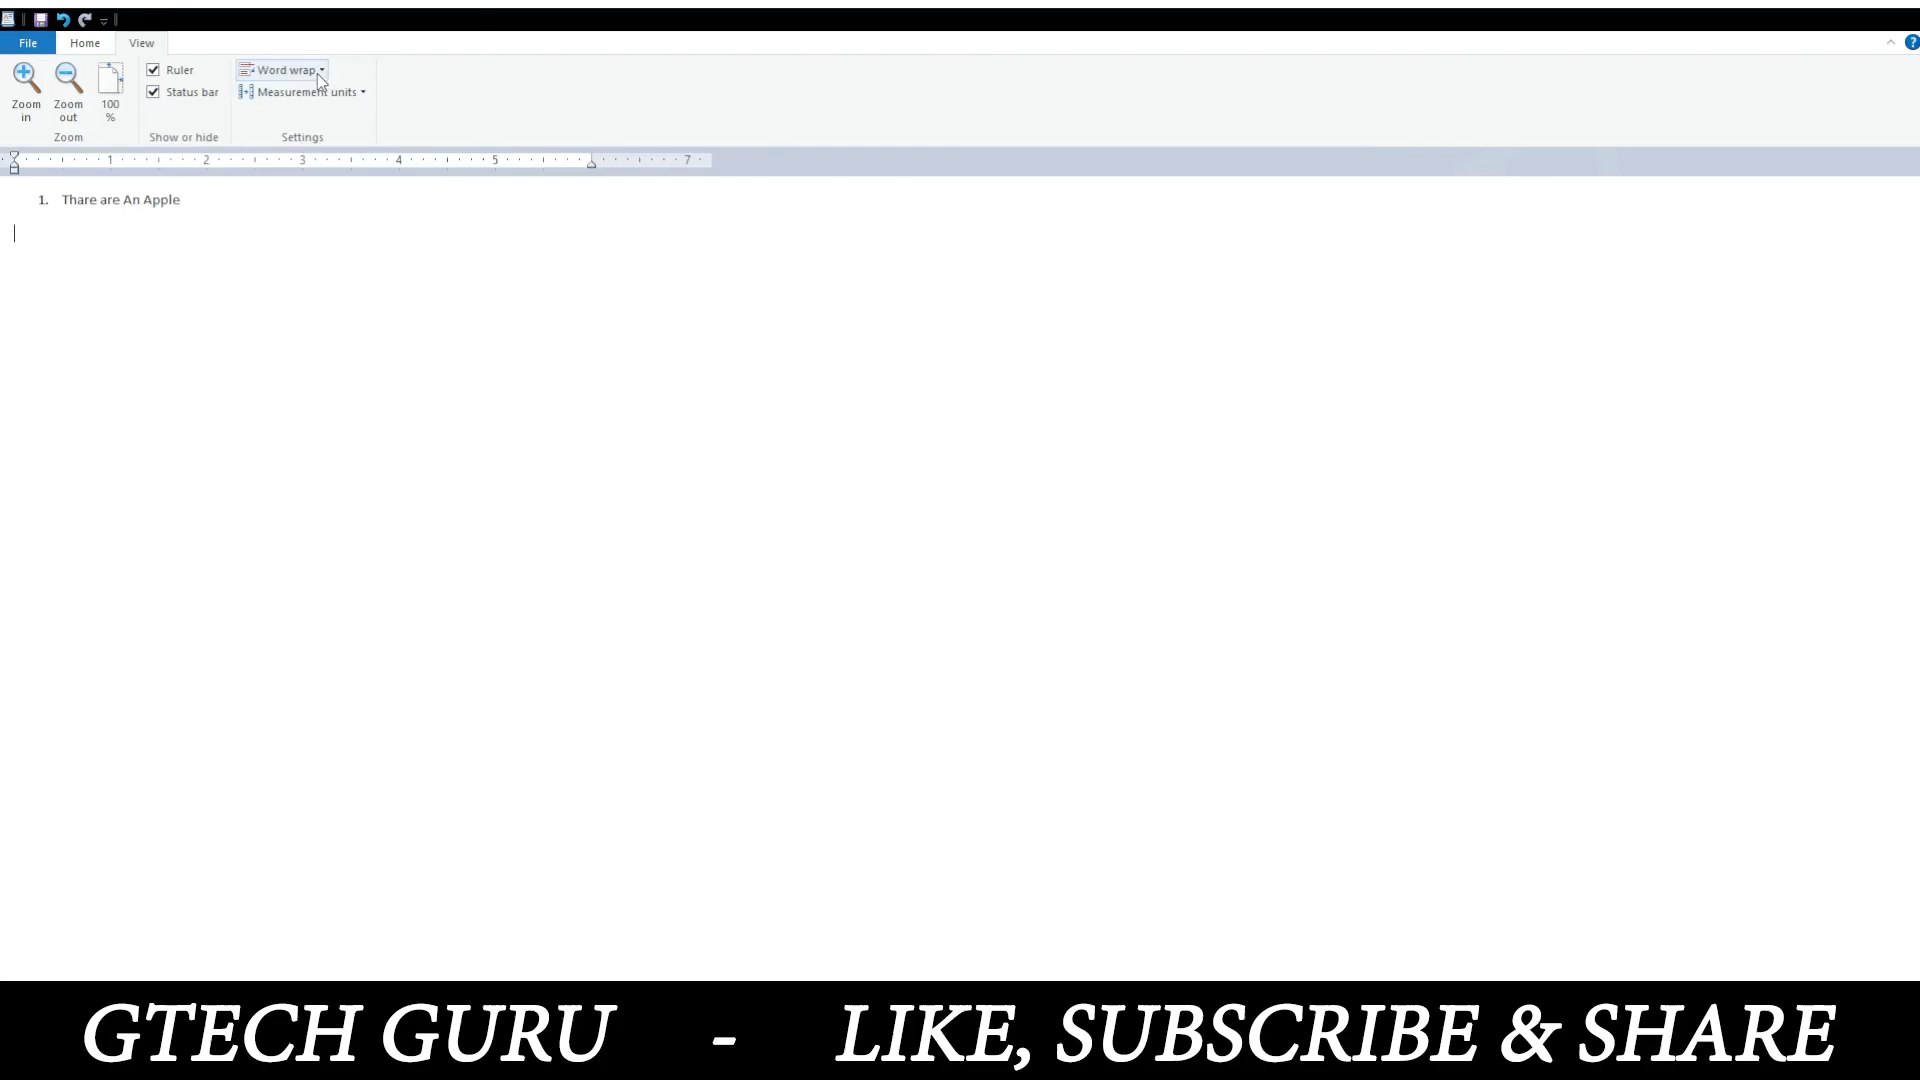 File Home View
Ruler
Status bar
Word wrap
Measurement units
Zoom in
Zoom out
100 %
Zoom
Show or hide
Settings
1 2 3 4 5 7
1. Thare are An Apple
GTECH GURU - LIKE, SUBSCRIBE & SHARE